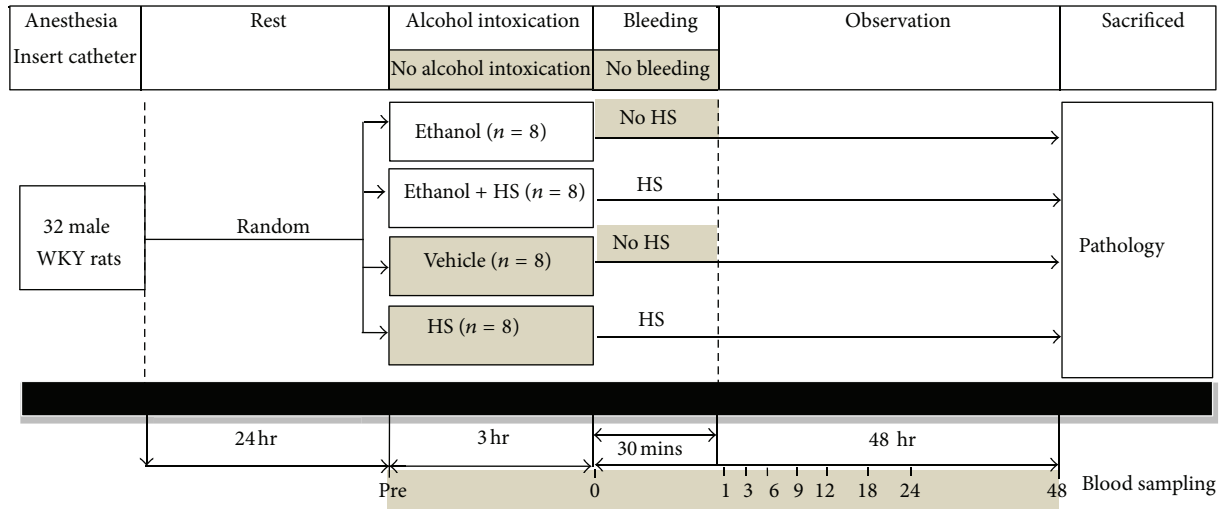 Anesthesia
Insert catheter
Rest
Alcohol intoxication
No alcohol intoxication
Bleeding
No bleeding
Observation
Sacrificed
32 male
WKY rats
Random
Ethanol (n = 8)
No HS
Ethanol + HS (n = 8)
HS
Vehicle (n = 8)
No HS
HS (n = 8)
HS
Pathology
24 hr
3 hr
30 mins
48 hr
Pre
0
1
3
6
9
12
18
24
48
Blood sampling